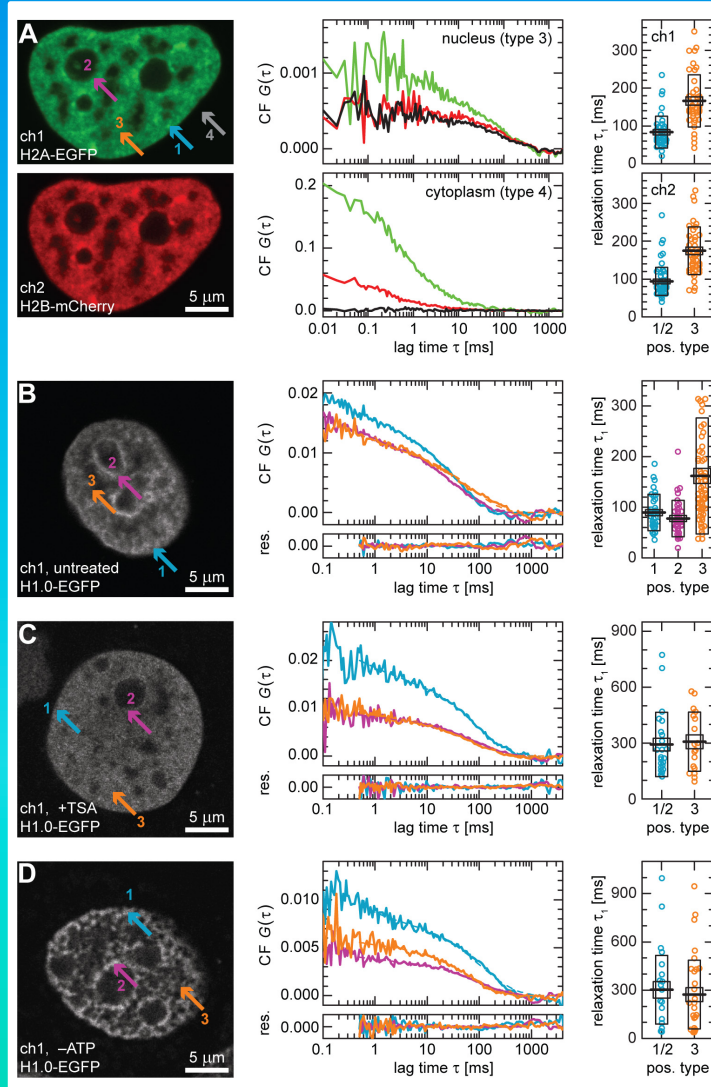 A
2
3
1
4
ch1
H2A-EGFP
ch2
H2B-mCherry
5 µm
nucleus (type 3)
CF G(τ)
0.001
0.000
cytoplasm (type 4)
CF G(τ)
0.2
0.1
0.0
0.01 0.1 1 10 100 1000
lag time τ [ms]
ch1
300
200
100
0
ch2
300
200
100
0
relaxation time τ1 [ms]
1/2 3
pos. type
B
2
3
1
ch1, untreated
H1.0-EGFP
5 µm
CF G(τ)
0.02
0.01
0.00
res.
0.00
0.1 1 10 100 1000
lag time τ [ms]
relaxation time τ1 [ms]
300
200
100
0
1 2 3
pos. type
C
1
2
3
ch1, +TSA
H1.0-EGFP
5 µm
CF G(τ)
0.02
0.01
0.00
res.
0.00
0.1 1 10 100 1000
lag time τ [ms]
relaxation time τ1 [ms]
900
600
300
0
1/2 3
pos. type
D
1
2
3
ch1, –ATP
H1.0-EGFP
5 µm
CF G(τ)
0.010
0.005
0.000
res.
0.000
0.1 1 10 100 1000
lag time τ [ms]
relaxation time τ1 [ms]
900
600
300
0
1/2 3
pos. type